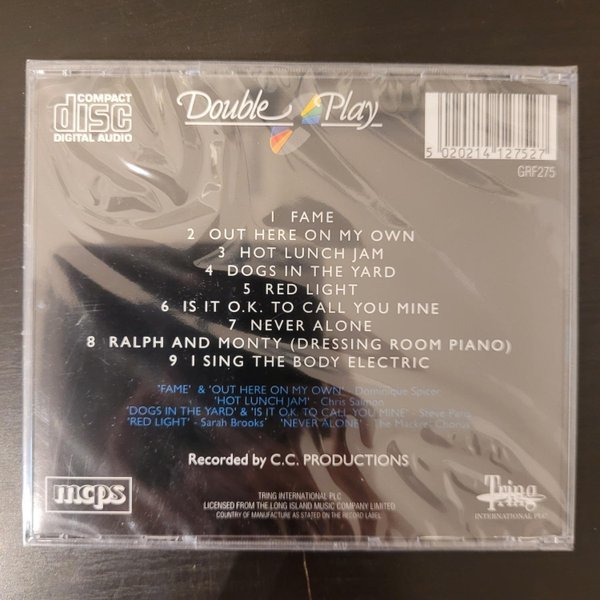 COMPACT
disc
DIGITAL AUDIO
Double Play
5 020214 127527
GRF275
1 FAME
2 OUT HERE ON MY OWN
3 HOT LUNCH JAM
4 DOGS IN THE YARD
5 RED LIGHT
6 IS IT O.K. TO CALL YOU MINE
7 NEVER ALONE
8 RALPH AND MONTY (DRESSING ROOM PIANO)
9 I SING THE BODY ELECTRIC
'FAME' & 'OUT HERE ON MY OWN' - Dominique Spicer
'HOT LUNCH JAM' - Chris Salmon
'DOGS IN THE YARD' & 'IS IT O.K. TO CALL YOU MINE' - Steve Paris
'RED LIGHT' - Sarah Brooks 'NEVER ALONE' - The Chorus
Recorded by C.C. PRODUCTIONS
mcps
Tring
INTERNATIONAL PLC
TRING INTERNATIONAL PLC
LICENSED FROM THE LONG ISLAND MUSIC COMPANY LIMITED
COUNTRY OF MANUFACTURE AS STATED ON THE RECORD LABEL